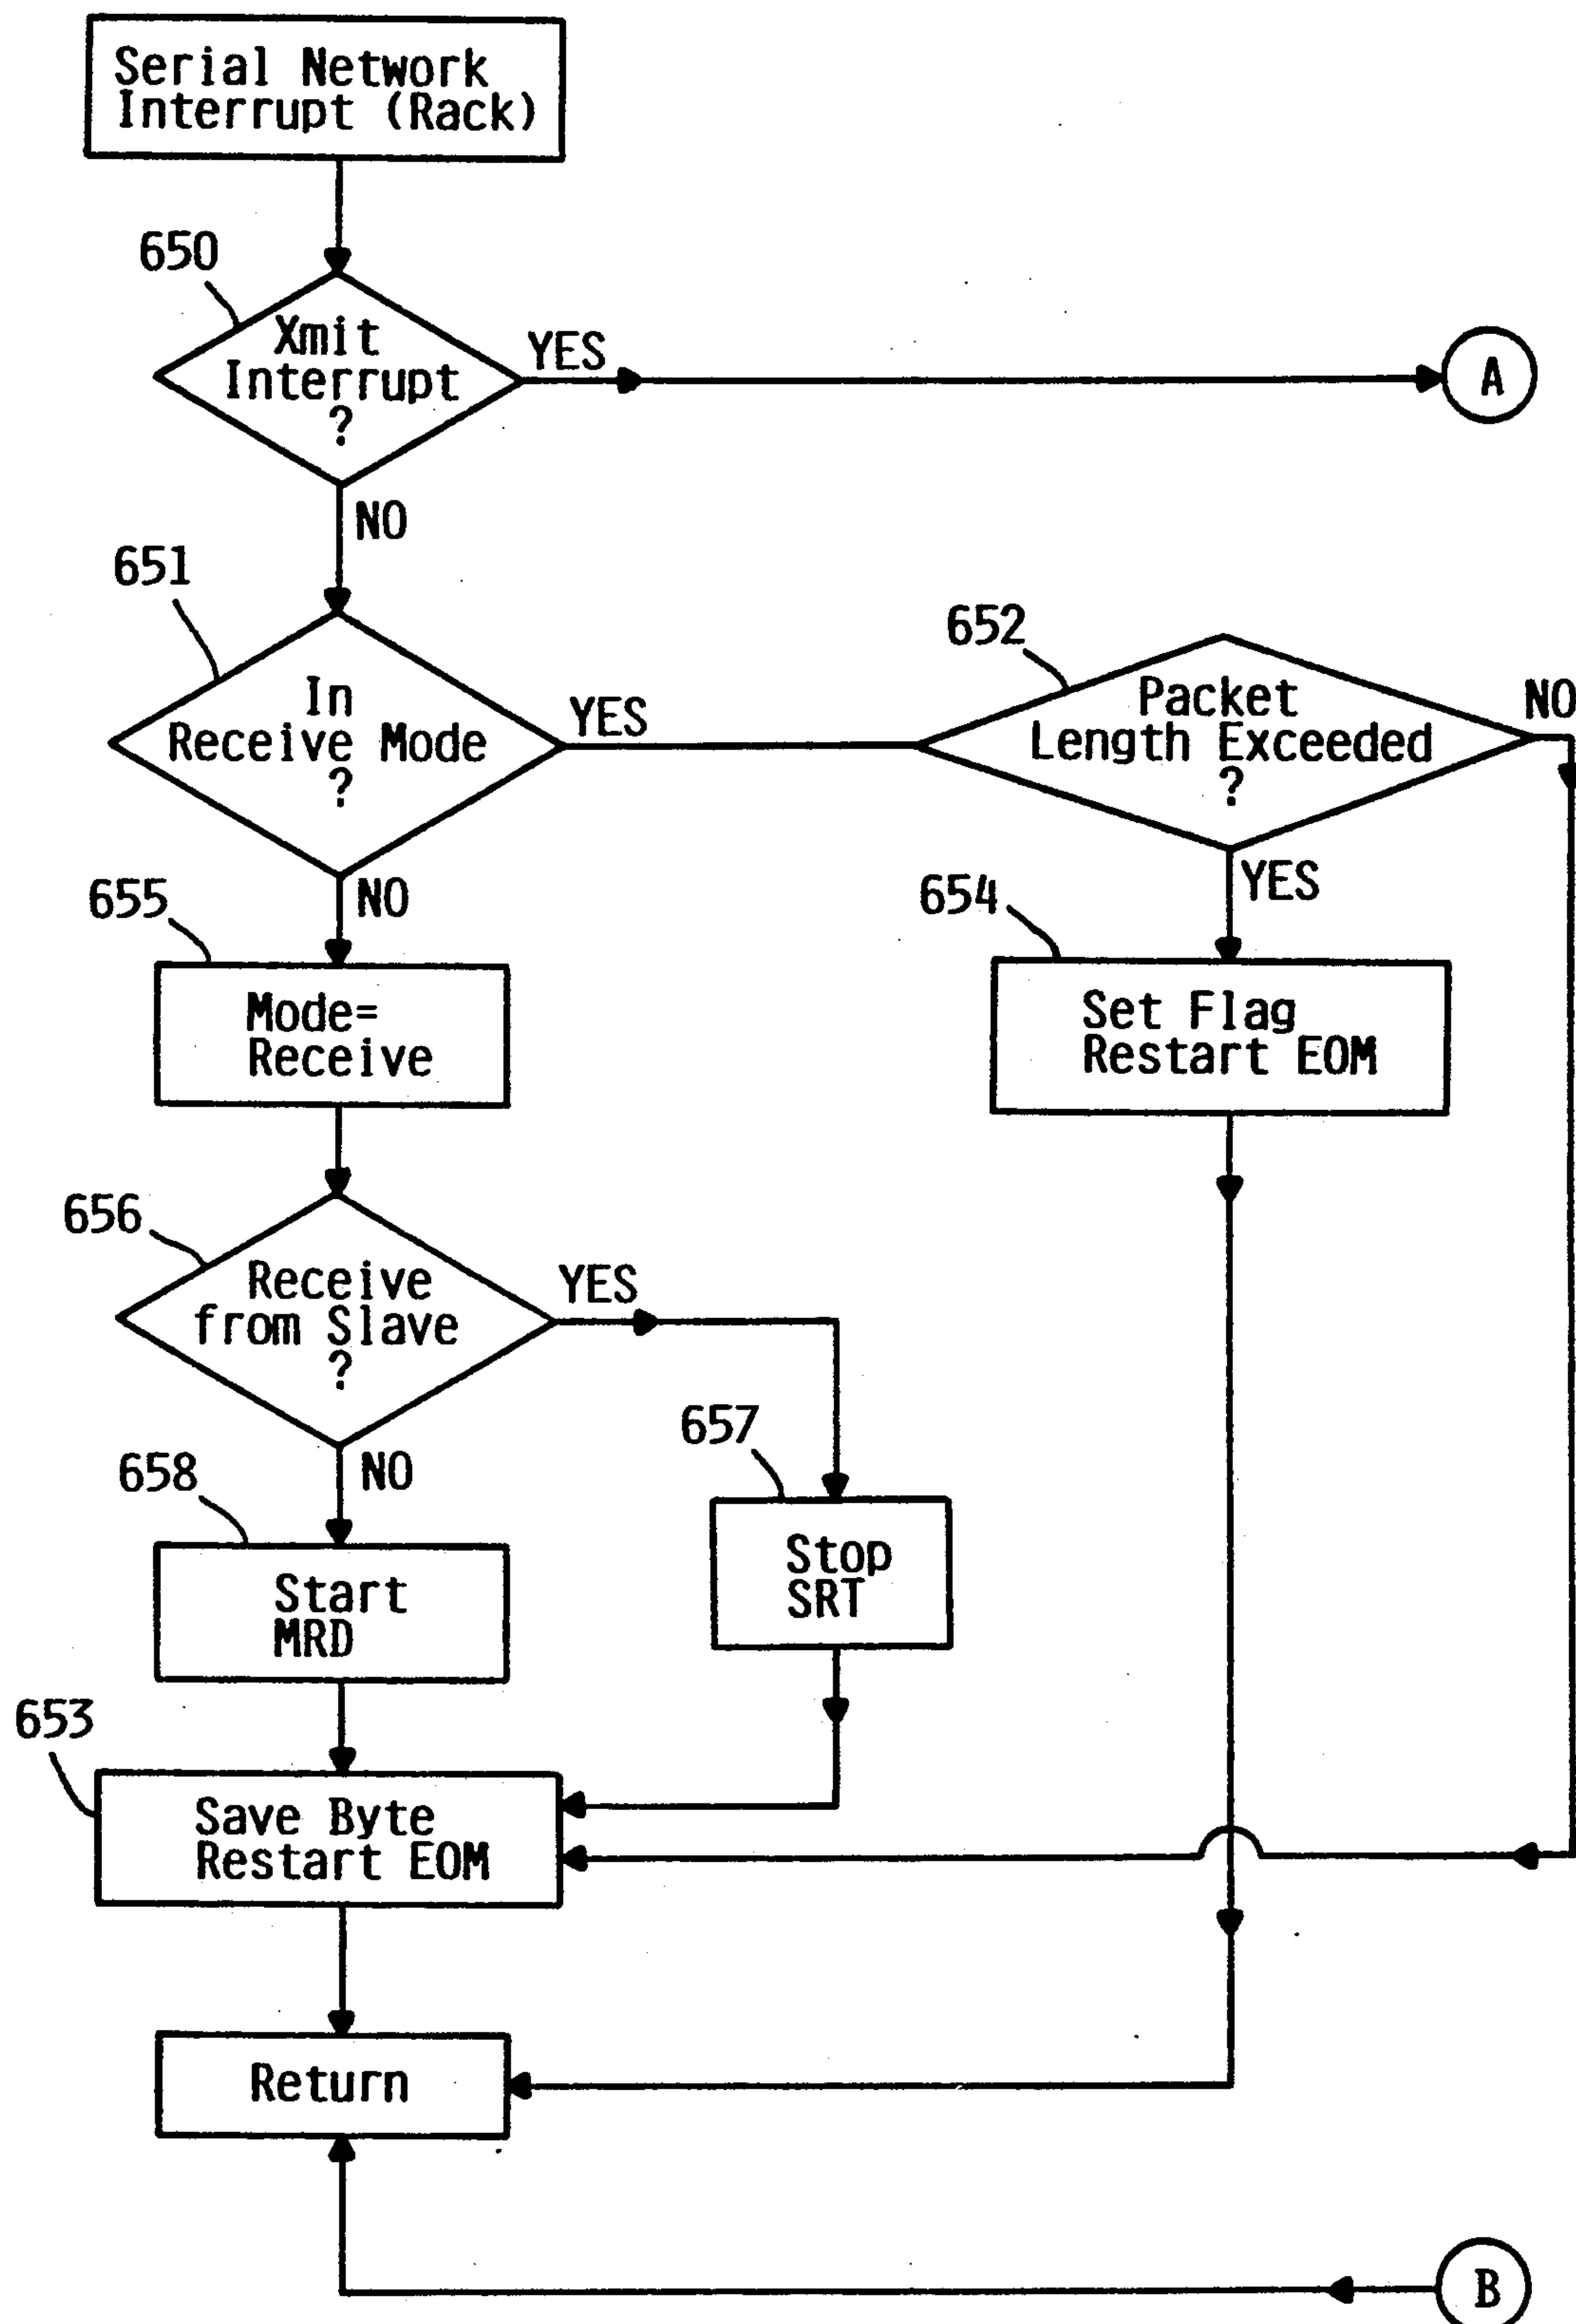 Serial Network
Interrupt (Rack)
650
Xmit
Interrupt
?
YES
A
NO
651
In
Receive Mode
?
YES
652
Packet
Length Exceeded
?
NO
YES
NO
655
Mode=
Receive
654
Set Flag
Restart EOM
656
Receive
from Slave
?
YES
NO
657
Stop
SRT
658
Start
MRD
653
Save Byte
Restart EOM
Return
B